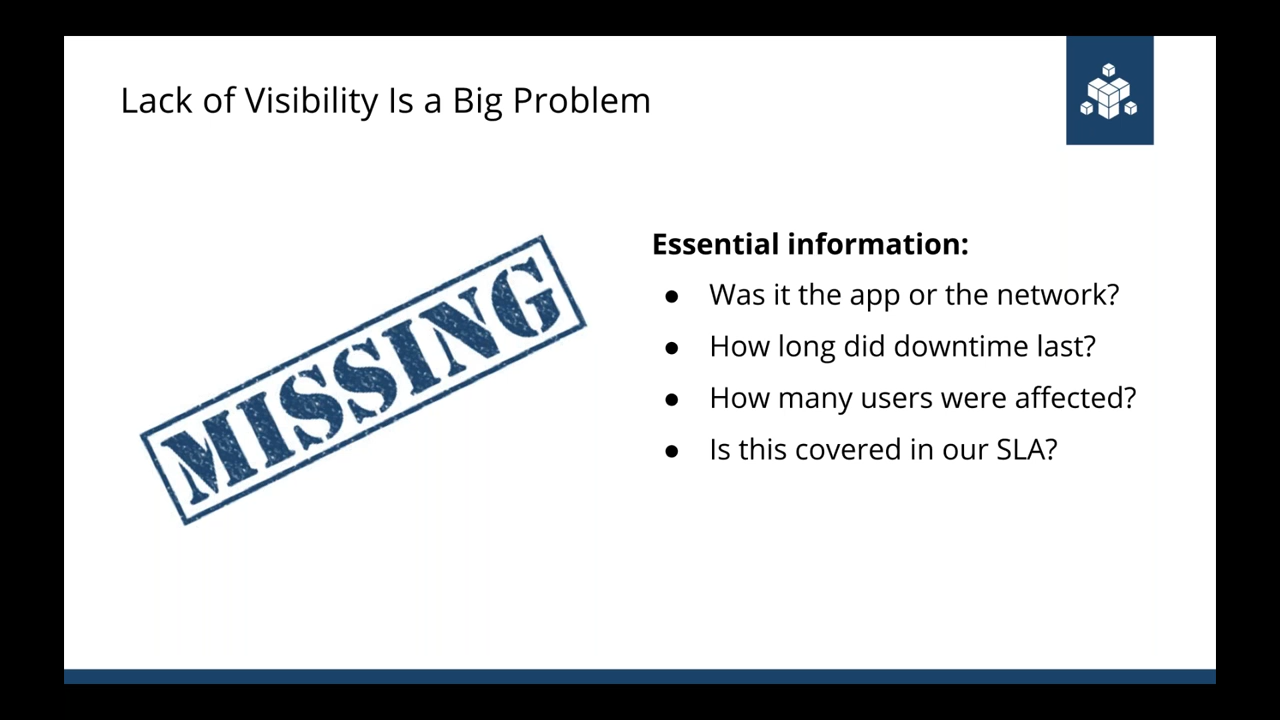 Lack of Visibility Is a Big Problem
MISSING
Essential information:
● Was it the app or the network?
● How long did downtime last?
● How many users were affected?
● Is this covered in our SLA?